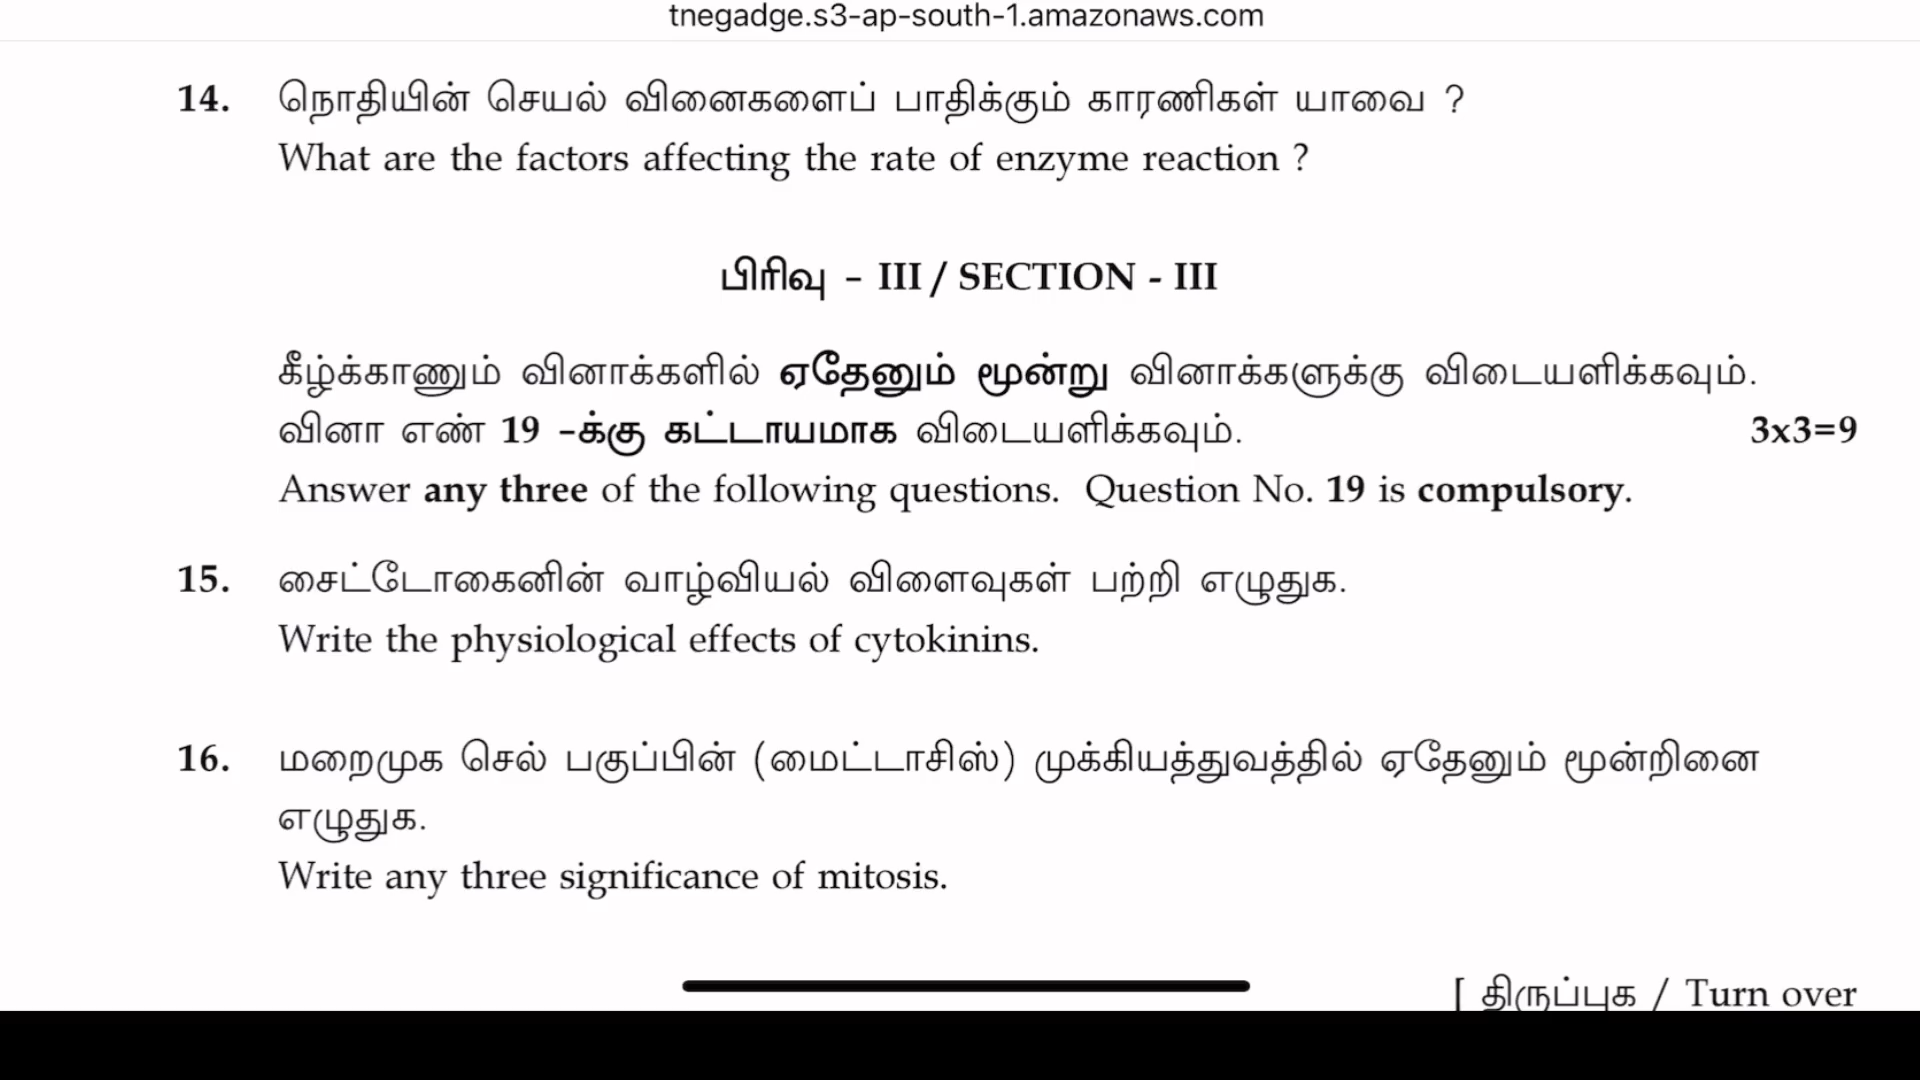 tnegadge.s3-ap-south-1.amazonaws.com
14. நொதியின் செயல் வினைகளைப் பாதிக்கும் காரணிகள் யாவை ?
What are the factors affecting the rate of enzyme reaction ?
பிரிவு - III / SECTION - III
கீழ்க்காணும் வினாக்களில் ஏதேனும் மூன்று வினாக்களுக்கு விடையளிக்கவும்.
வினா எண் 19 -க்கு கட்டாயமாக விடையளிக்கவும். 3x3=9
Answer any three of the following questions. Question No. 19 is compulsory.
15. சைட்டோகைனின் வாழ்வியல் விளைவுகள் பற்றி எழுதுக.
Write the physiological effects of cytokinins.
16. மறைமுக செல் பகுப்பின் (மைட்டாசிஸ்) முக்கியத்துவத்தில் ஏதேனும் மூன்றினை
எழுதுக.
Write any three significance of mitosis.
[ திருப்புக / Turn over